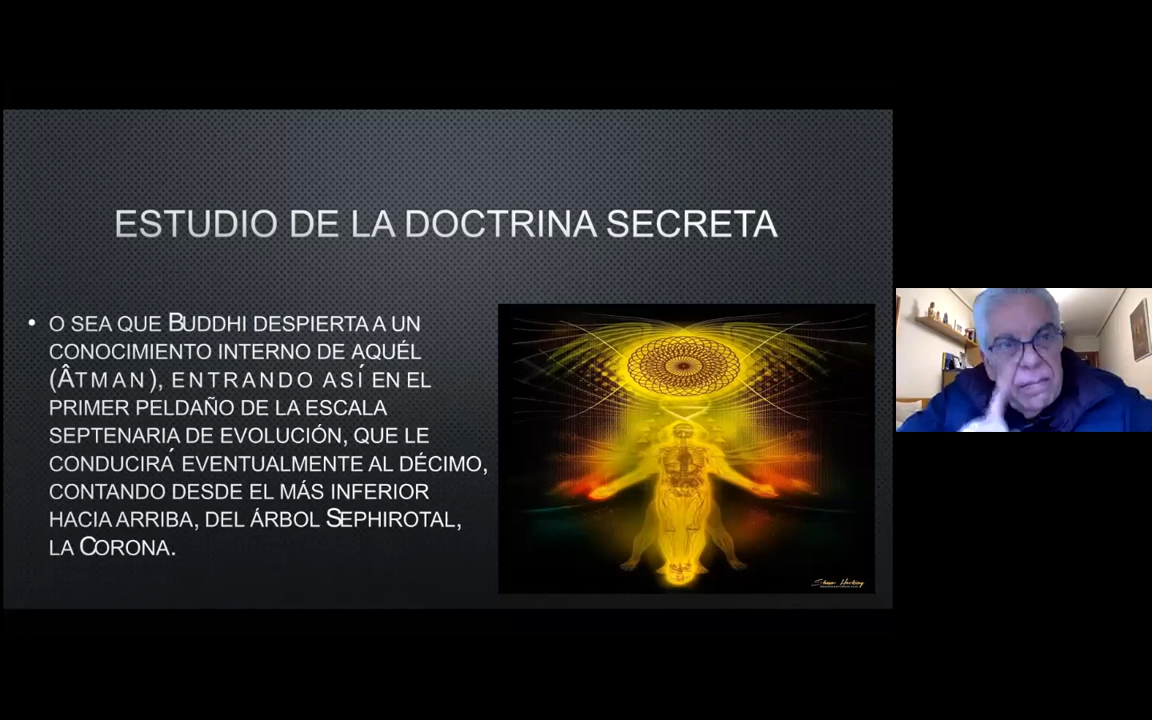 ESTUDIO DE LA DOCTRINA SECRETA
• O SEA QUE BUDDHI DESPIERTA A UN
CONOCIMIENTO INTERNO DE AQUÉL
(ÂTMAN), ENTRANDO ASÍ EN EL
PRIMER PELDAÑO DE LA ESCALA
SEPTENARIA DE EVOLUCIÓN, QUE LE
CONDUCIRÁ EVENTUALMENTE AL DÉCIMO,
CONTANDO DESDE EL MÁS INFERIOR
HACIA ARRIBA, DEL ÁRBOL SEPHIROTAL,
LA CORONA.